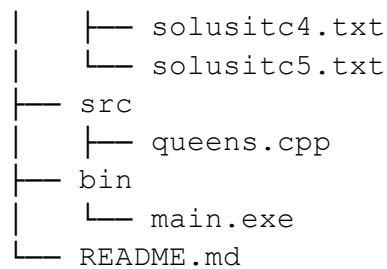 │   ├── solusitc4.txt
│   └── solusitc5.txt
├── src
│   ├── queens.cpp
├── bin
│   └── main.exe
└── README.md